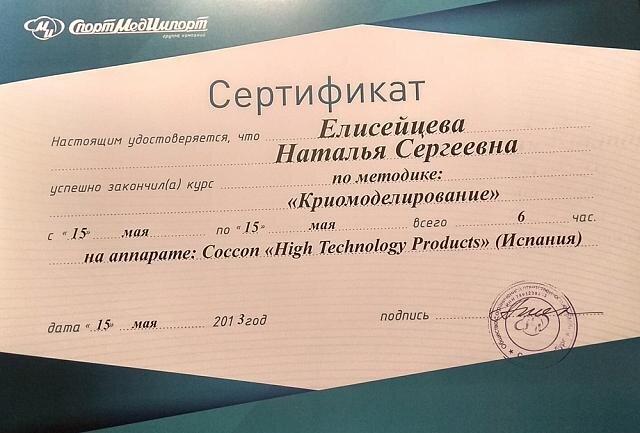 СпортМедИмпорт
группа компаний
Сертификат
Настоящим удостоверяется, что Елисейцева
Наталья Сергеевна
успешно закончил(а) курс по методике:
«Криомоделирование»
с «15» мая по «15» мая всего 6 час.
на аппарате: Coccon «High Technology Products» (Испания)
дата «15» мая 2013 год подпись